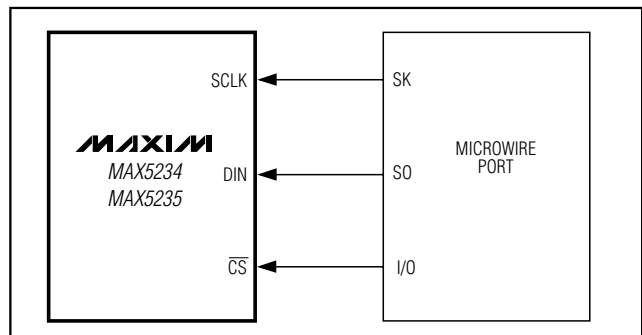 SCLK
SK
MAXIM
MAX5234
MAX5235
DIN
SO
MICROWIRE
PORT
CS
I/O